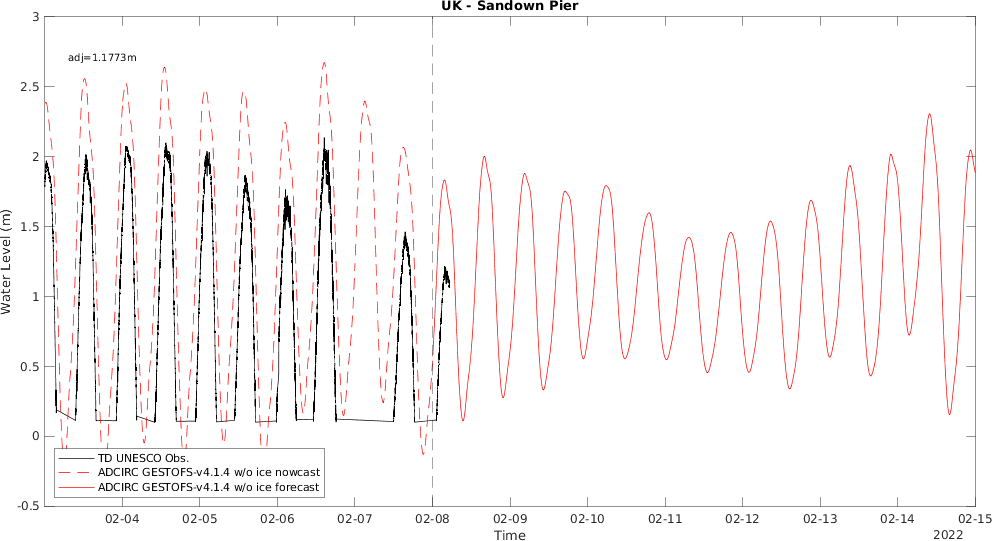 UK - Sandown Pier
adj=1.1773m
Water Level (m)
3
2.5
2
1.5
1
0.5
0
-0.5
TD UNESCO Obs.
ADCIRC GESTOFS-v4.1.4 w/o ice nowcast
ADCIRC GESTOFS-v4.1.4 w/o ice forecast
02-04 02-05 02-06 02-07 02-08 02-09 02-10 02-11 02-12 02-13 02-14 02-15
Time
2022